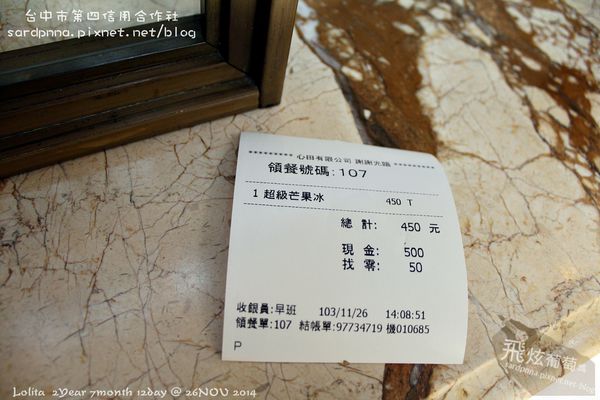 台中市第四信用合作社
sardpnna.pixnet.net/blog
********** 心田有限公司 謝謝光臨 **********
領餐號碼: 107
1 超級芒果冰 450 T
總 計: 450 元
現 金: 500
找 零: 50
收銀員:早班 103/11/26 14:08:51
領餐單:107 結帳單:97734719 機010685
P
飛炫葡萄
sardpnna.pixnet.net/blog
Lolita 2Year 7month 12day @ 26NOV 2014